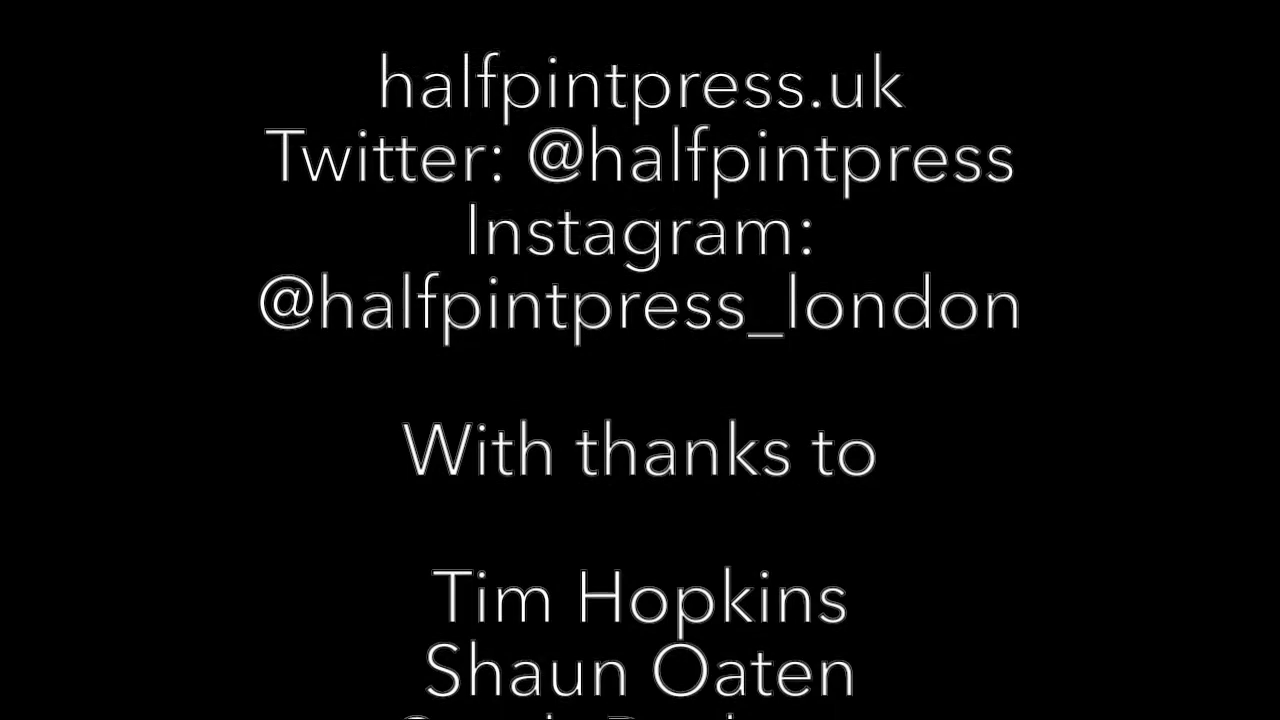 halfpintpress.uk
Twitter: @halfpintpress
Instagram:
@halfpintpress_london
With thanks to
Tim Hopkins
Shaun Oaten